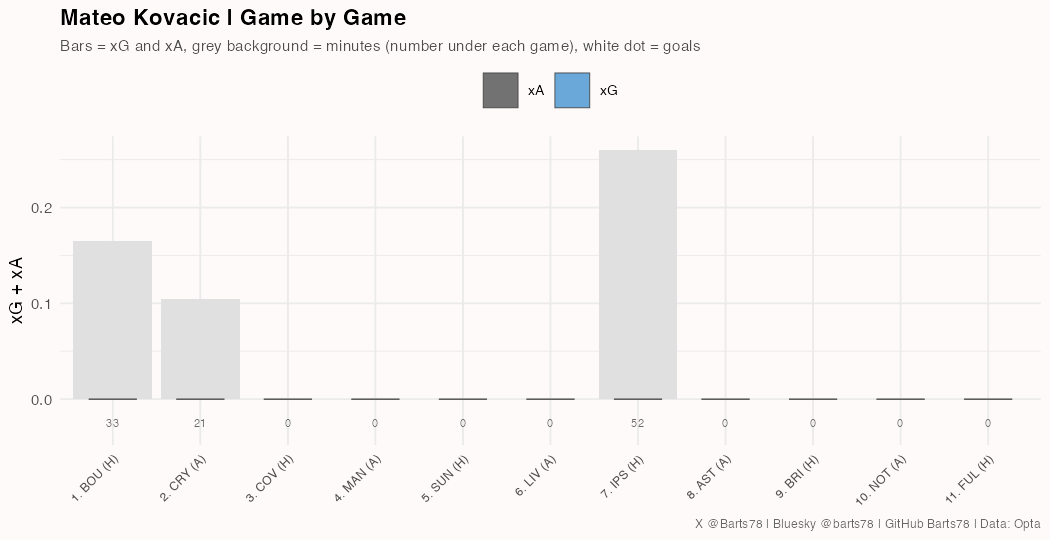 Mateo Kovacic | Game by Game
Bars = xG and xA, grey background = minutes (number under each game), white dot = goals
xA xG
xG + xA
0.2
0.1
0.0
33 21 0 0 0 0 52 0 0 0 0
1. BOU (H) 2. CRY (A) 3. COV (H) 4. MAN (A) 5. SUN (H) 6. LIV (A) 7. IPS (H) 8. AST (A) 9. BRI (H) 10. NOT (A) 11. FUL (H)
X @Barts78 | Bluesky @barts78 | GitHub Barts78 | Data: Opta